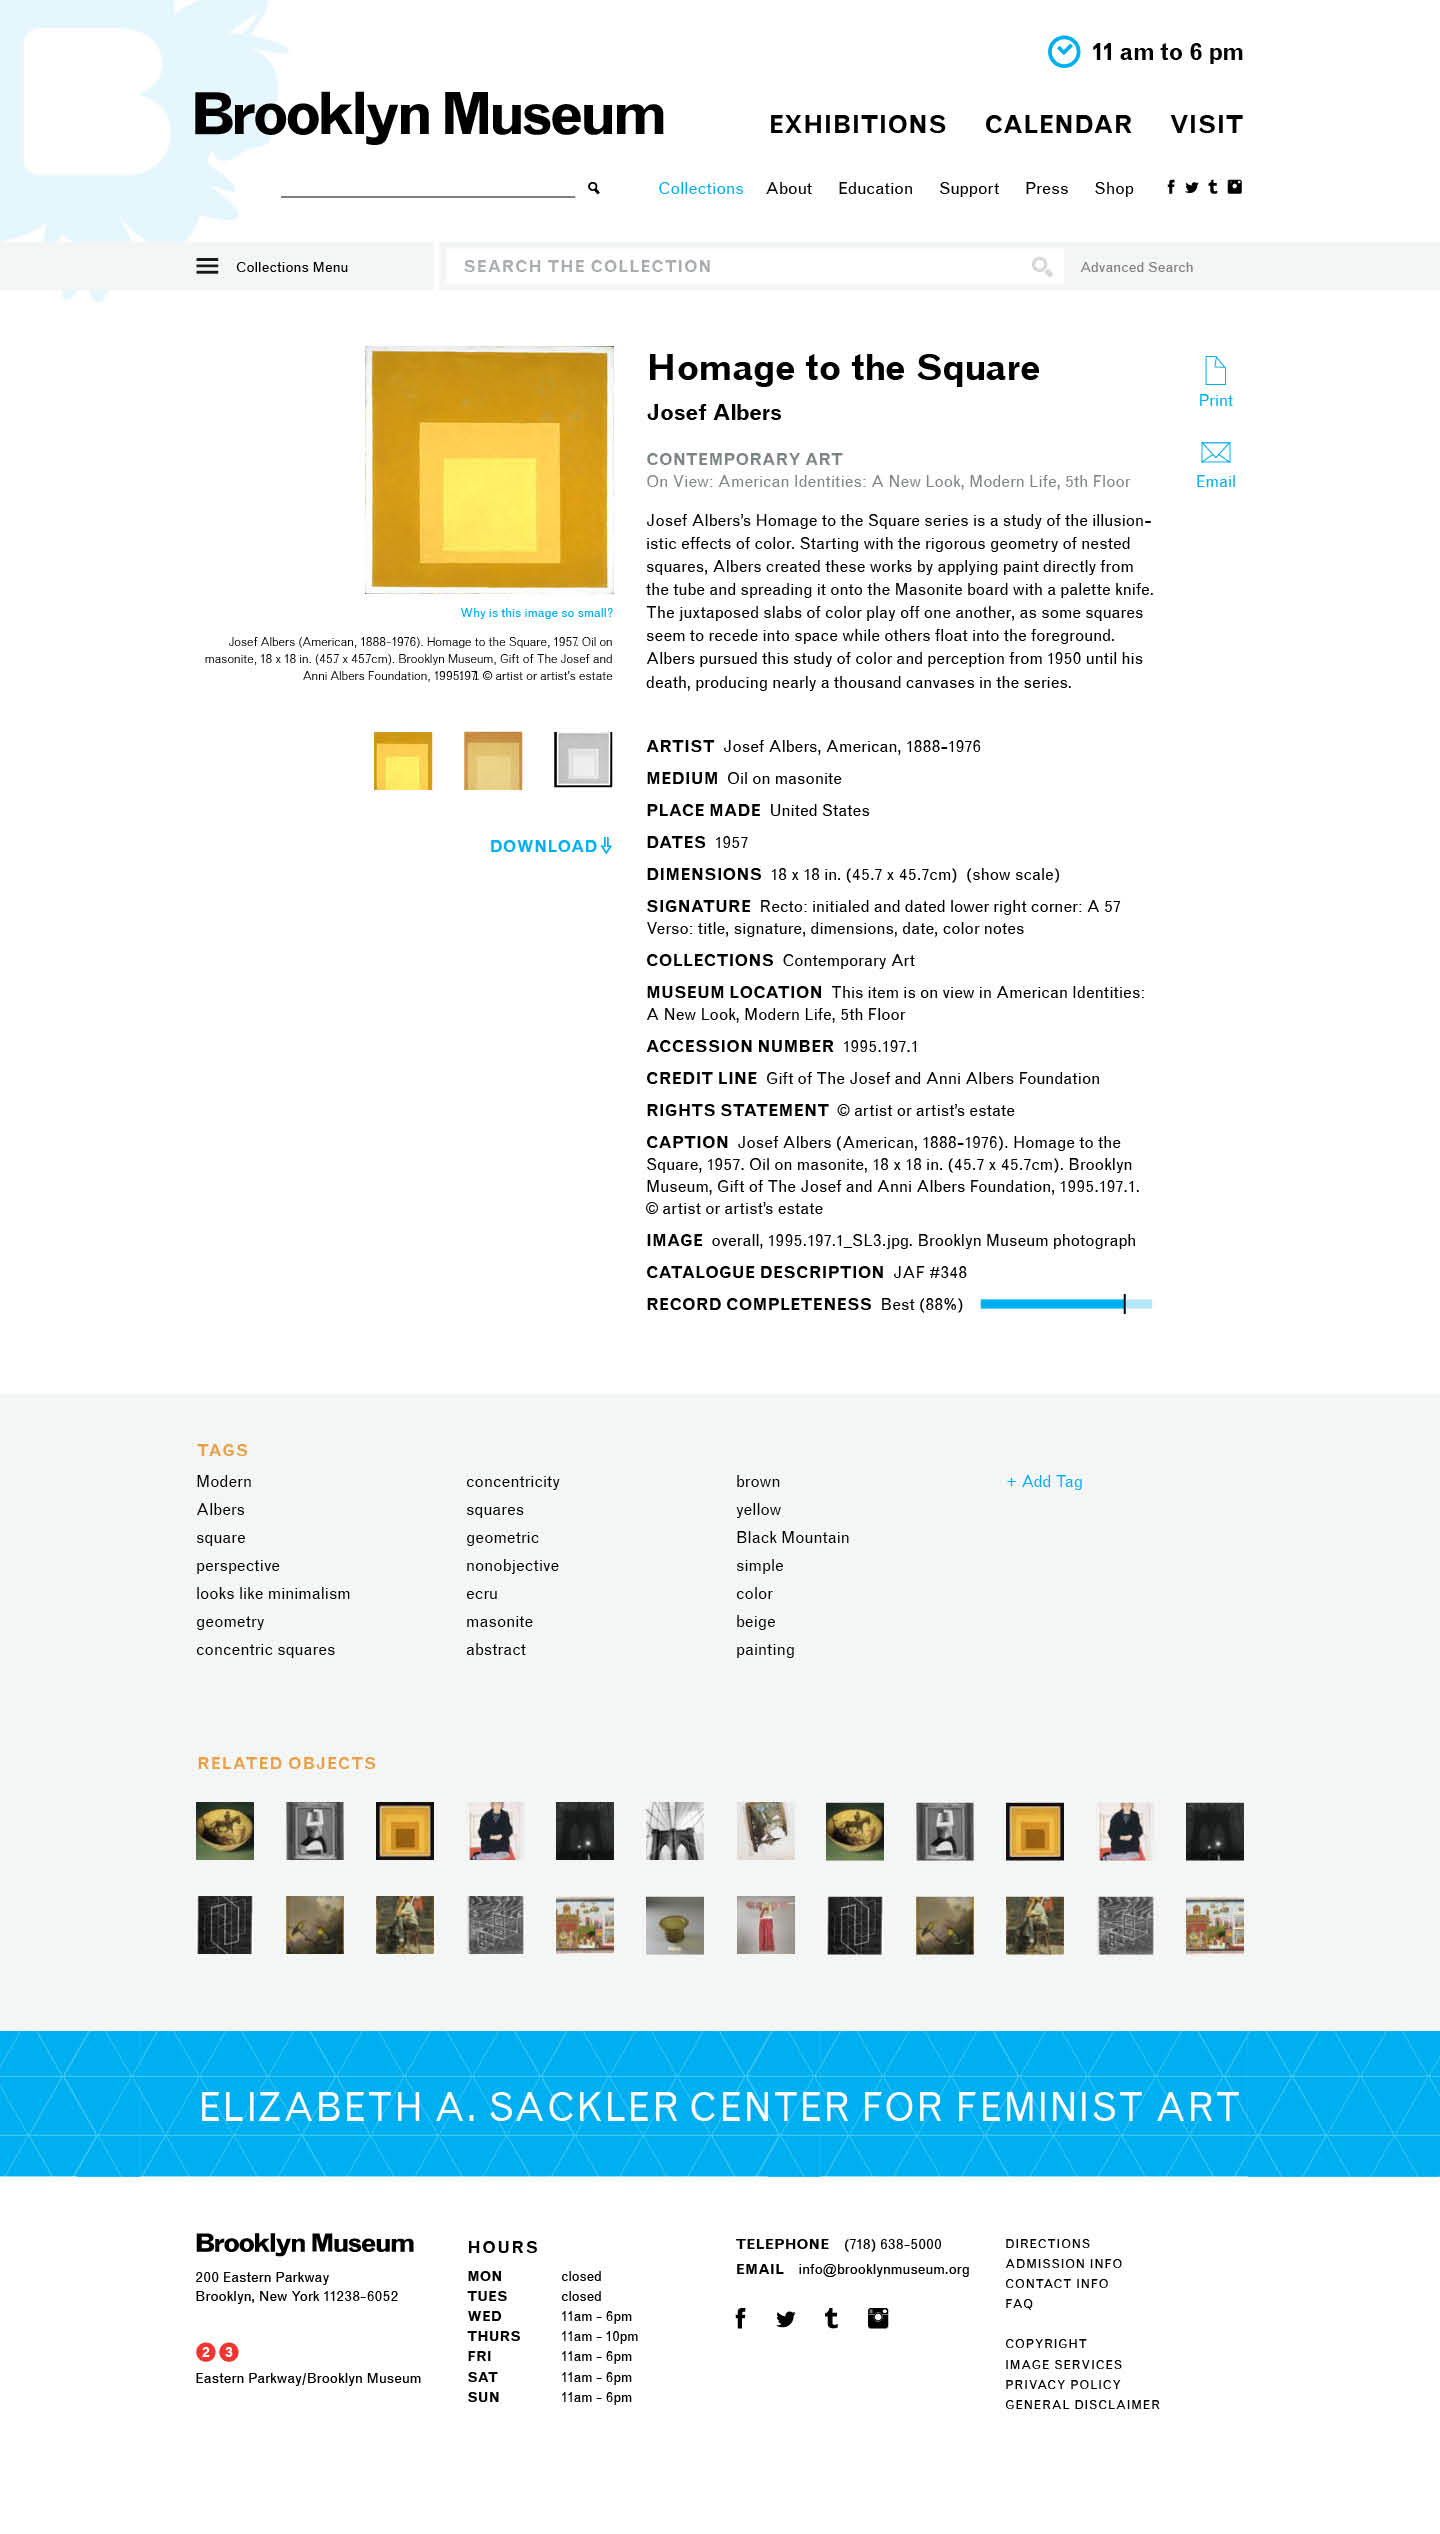 11 am to 6 pm
Brooklyn Museum
EXHIBITIONS CALENDAR VISIT
Collections About Education Support Press Shop
Collections Menu
SEARCH THE COLLECTION
Advanced Search
Homage to the Square
Josef Albers
Print
Email
CONTEMPORARY ART
On View: American Identities: A New Look, Modern Life, 5th Floor
Josef Albers's Homage to the Square series is a study of the illusion-
istic effects of color. Starting with the rigorous geometry of nested
squares, Albers created these works by applying paint directly from
the tube and spreading it onto the Masonite board with a palette knife.
The juxtaposed slabs of color play off one another, as some squares
seem to recede into space while others float into the foreground.
Albers pursued this study of color and perception from 1950 until his
death, producing nearly a thousand canvases in the series.
Why is this image so small?
Josef Albers (American, 1888-1976). Homage to the Square, 1957. Oil on
masonite, 18 x 18 in. (45.7 x 45.7cm). Brooklyn Museum, Gift of The Josef and
Anni Albers Foundation, 1995.197.1. © artist or artist's estate
DOWNLOAD
ARTIST Josef Albers, American, 1888-1976
MEDIUM Oil on masonite
PLACE MADE United States
DATES 1957
DIMENSIONS 18 x 18 in. (45.7 x 45.7cm) (show scale)
SIGNATURE Recto: initialed and dated lower right corner: A 57
Verso: title, signature, dimensions, date, color notes
COLLECTIONS Contemporary Art
MUSEUM LOCATION This item is on view in American Identities:
A New Look, Modern Life, 5th Floor
ACCESSION NUMBER 1995.197.1
CREDIT LINE Gift of The Josef and Anni Albers Foundation
RIGHTS STATEMENT © artist or artist's estate
CAPTION Josef Albers (American, 1888-1976). Homage to the
Square, 1957. Oil on masonite, 18 x 18 in. (45.7 x 45.7cm). Brooklyn
Museum, Gift of The Josef and Anni Albers Foundation, 1995.197.1.
© artist or artist's estate
IMAGE overall, 1995.197.1_SL3.jpg. Brooklyn Museum photograph
CATALOGUE DESCRIPTION JAF #348
RECORD COMPLETENESS Best (88%)
TAGS
Modern
Albers
square
perspective
looks like minimalism
geometry
concentric squares
concentricity
squares
geometric
nonobjective
ecru
masonite
abstract
brown
yellow
Black Mountain
simple
color
beige
painting
+ Add Tag
RELATED OBJECTS
ELIZABETH A. SACKLER CENTER FOR FEMINIST ART
Brooklyn Museum
200 Eastern Parkway
Brooklyn, New York 11238-6052
2 3
Eastern Parkway/Brooklyn Museum
HOURS
MON closed
TUES closed
WED 11am - 6pm
THURS 11am - 10pm
FRI 11am - 6pm
SAT 11am - 6pm
SUN 11am - 6pm
TELEPHONE (718) 638-5000
EMAIL info@brooklynmuseum.org
DIRECTIONS
ADMISSION INFO
CONTACT INFO
FAQ
COPYRIGHT
IMAGE SERVICES
PRIVACY POLICY
GENERAL DISCLAIMER